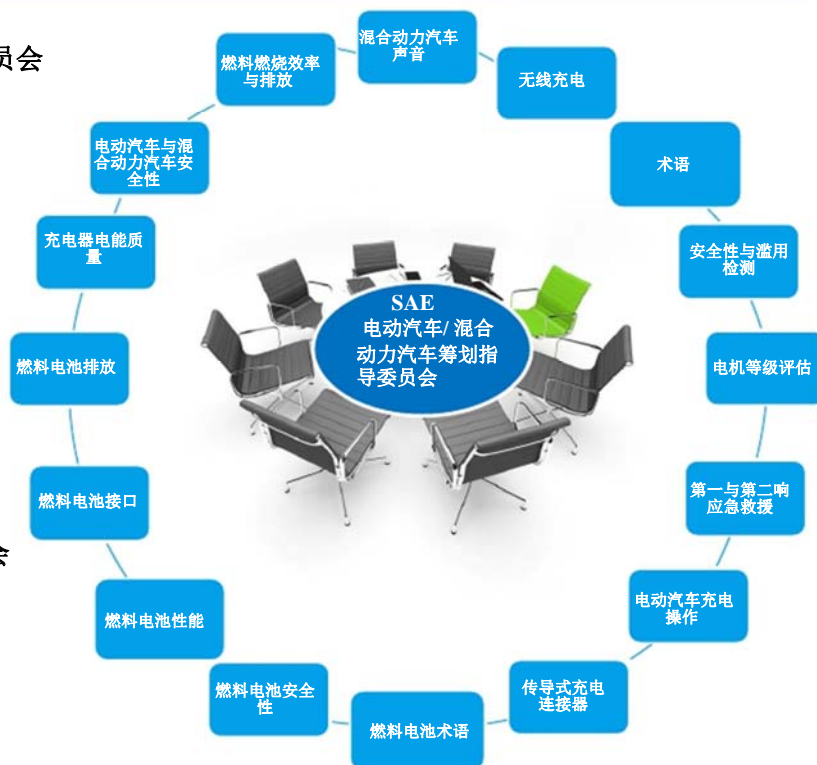 员会
混合动力汽车
声音
燃料燃烧效率
与排放
无线充电
电动汽车与混
合动力汽车安
全性
术语
充电器电能质
量
安全性与滥用
检测
SAE
电动汽车/ 混合
动力汽车筹划指
导委员会
燃料电池排放
电机等级评估
燃料电池接口
第一与第二响
应急救援
会
电动汽车充电
操作
燃料电池性能
燃料电池安全
性
传导式充电
连接器
燃料电池术语